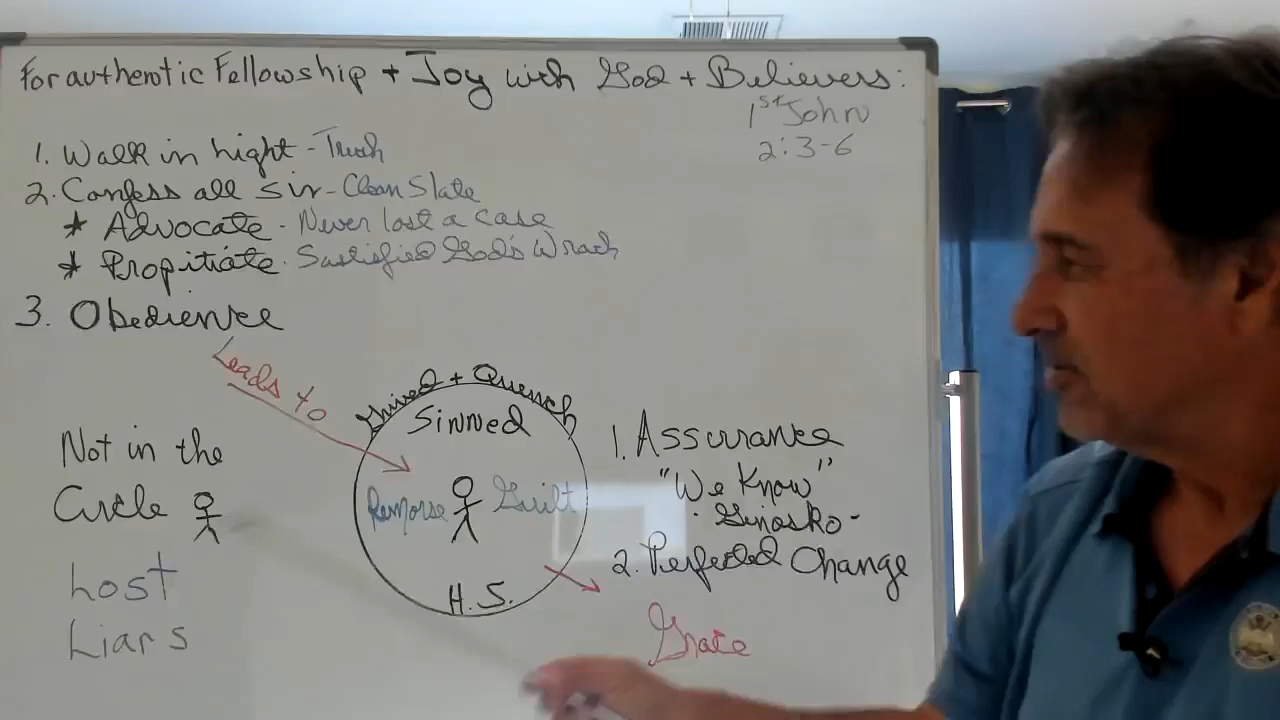 For authentic Fellowship + Joy with God + Believers:
1st John
2:3-6
1. Walk in Light - Truth
2. Confess all sin - Clean Slate
* Advocate - Never lost a case
* Propitiate - Satisfied God's Wrath
3. Obedience
Leads to
Grived + Quench
Sinned
Not in the
Circle
Remorse Guilt
H.S.
Lost
Liars
1. Assurance
"We Know"
- Ginosko -
2. Perfected Change
Grace